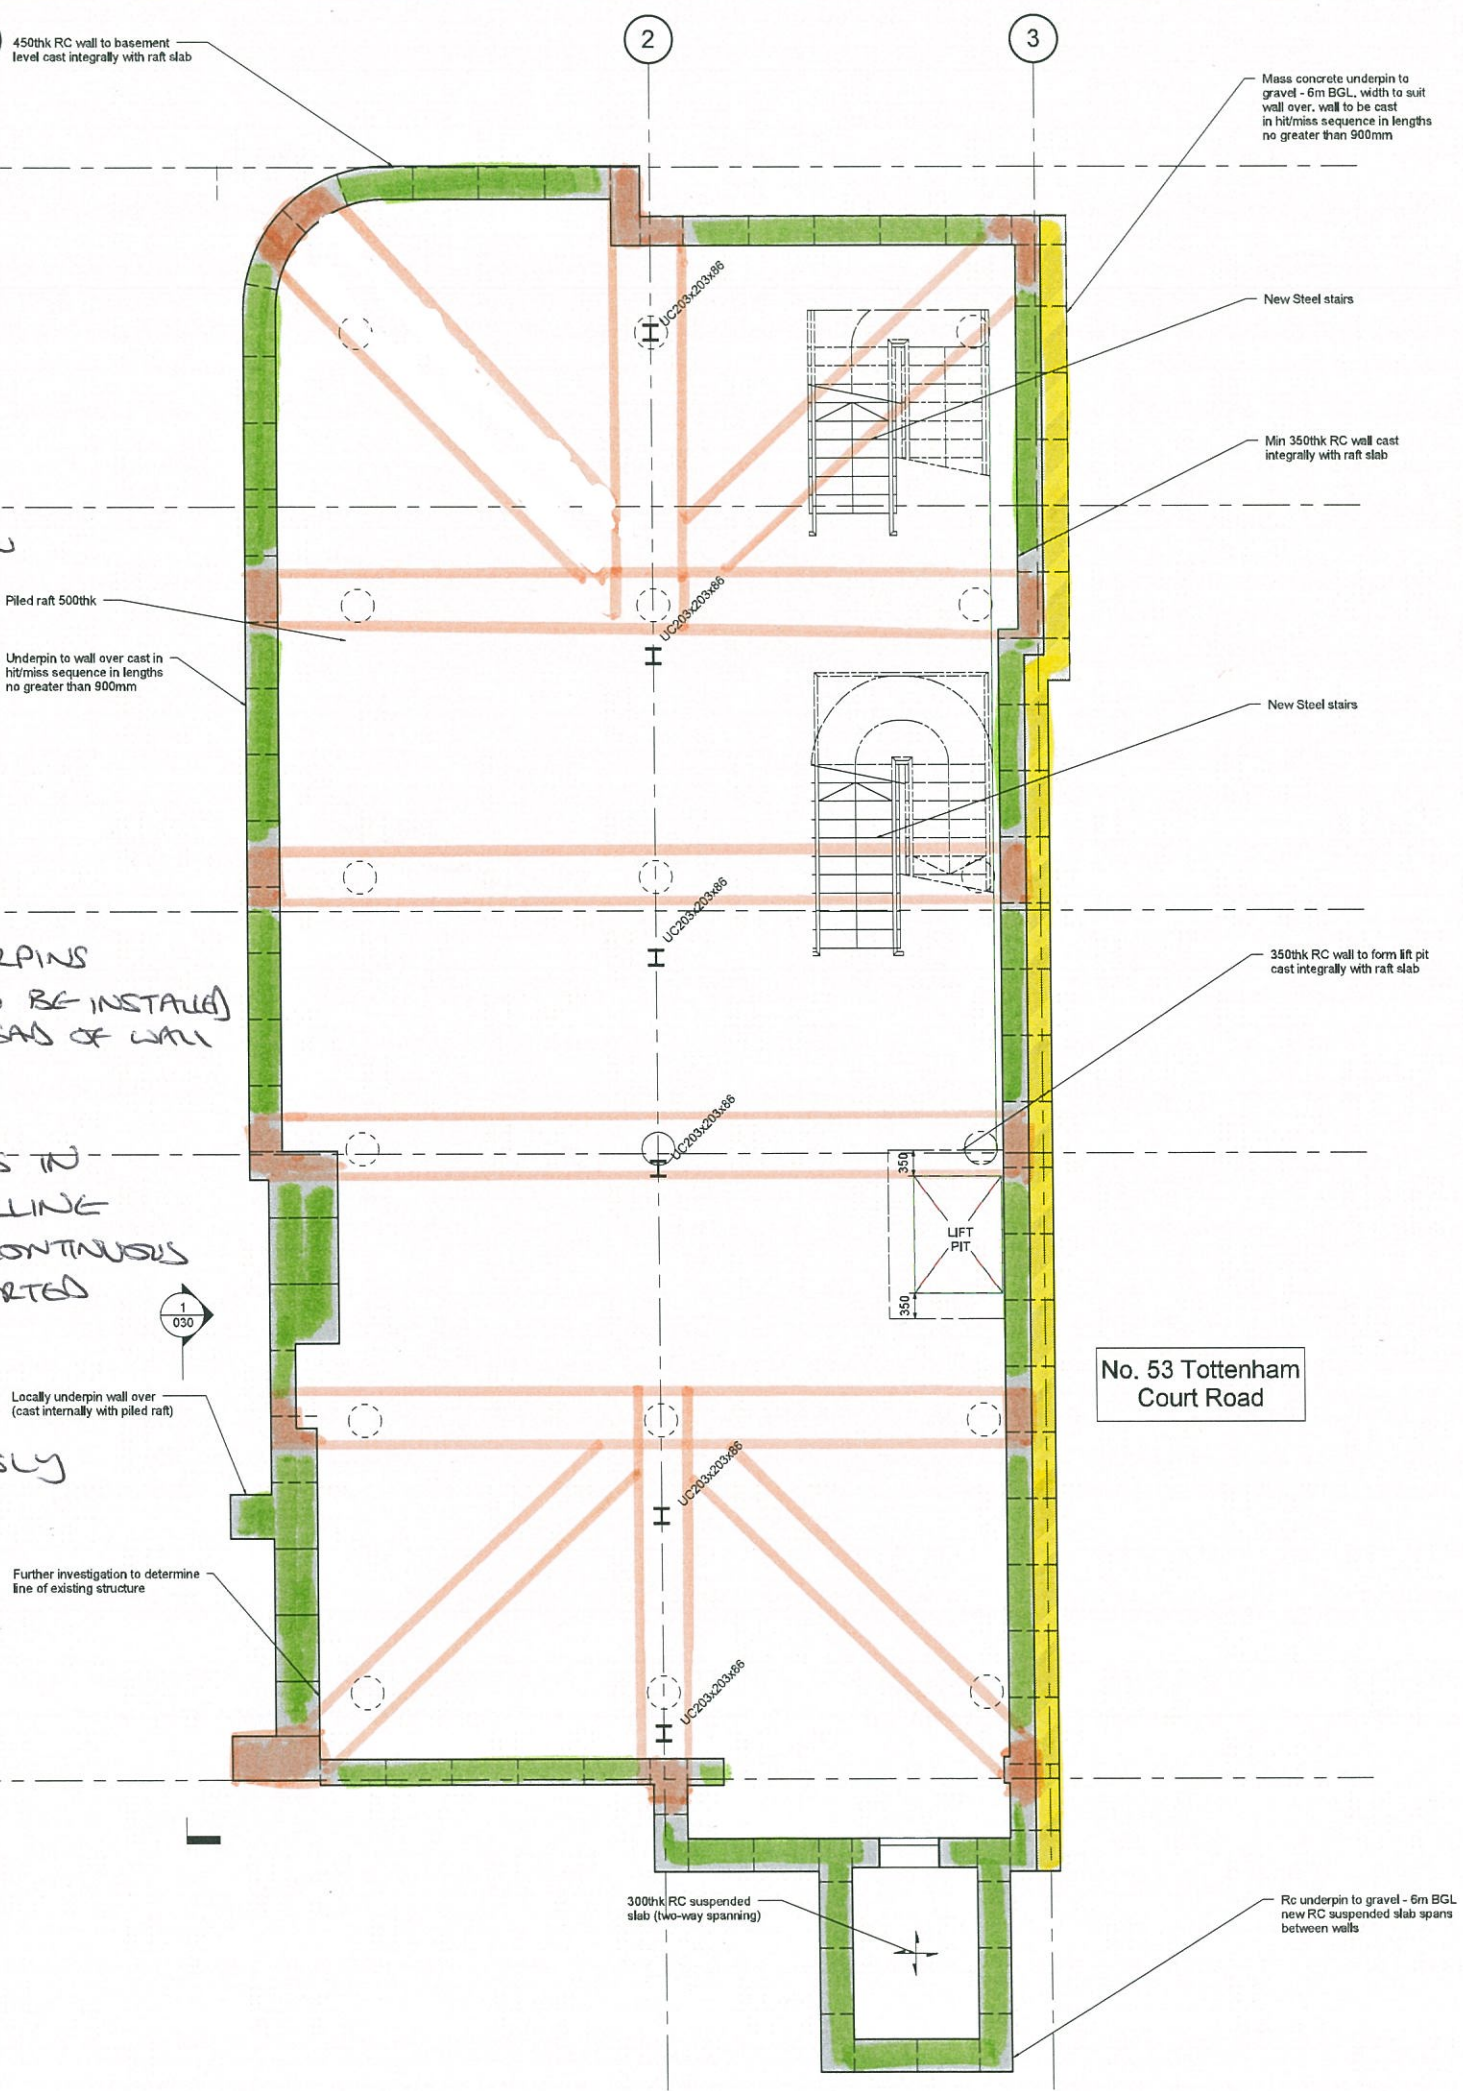 2
3
450thk RC wall to basement
level cast integrally with raft slab
Mass concrete underpin to
gravel - 6m BGL, width to suit
wall over, wall to be cast
in hit/miss sequence in lengths
no greater than 900mm
UC203x203x86
New Steel stairs
Min 350thk RC wall cast
integrally with raft slab
Piled raft 500thk
UC203x203x86
Underpin to wall over cast in
hit/miss sequence in lengths
no greater than 900mm
New Steel stairs
UC203x203x86
BE INSTALLED
OF WALL
350thk RC wall to form lift pit
cast integrally with raft slab
UC203x203x86
IN
350
LIFT
PIT
350
1
030
No. 53 Tottenham
Court Road
Locally underpin wall over
(cast internally with piled raft)
UC203x203x86
Further investigation to determine
line of existing structure
UC203x203x86
300thk RC suspended
slab (two-way spanning)
Rc underpin to gravel - 6m BGL
new RC suspended slab spans
between walls